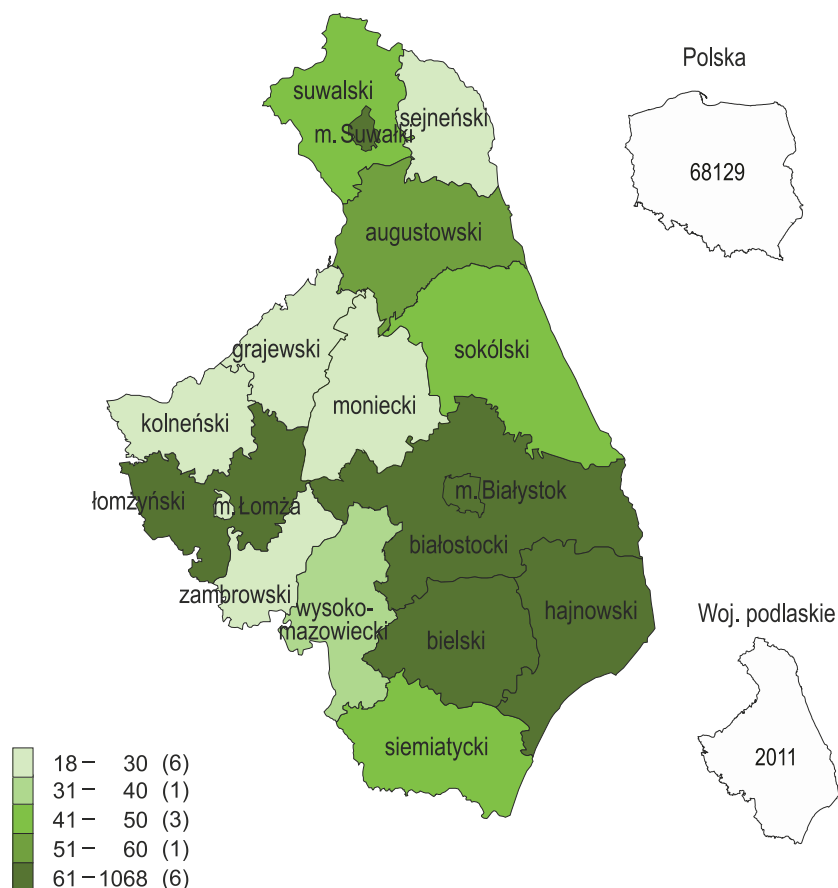 Polska
68129
suwalski
sejneński
m. Suwałki
augustowski
grajewski
sokólski
kolneński
moniecki
łomżyński
m. Łomża
m. Białystok
białostocki
zambrowski
wysoko-
mazowiecki
bielski
hajnowski
Woj. podlaskie
2011
siemiatycki
18 – 30 (6)
31 – 40 (1)
41 – 50 (3)
51 – 60 (1)
61 – 1068 (6)